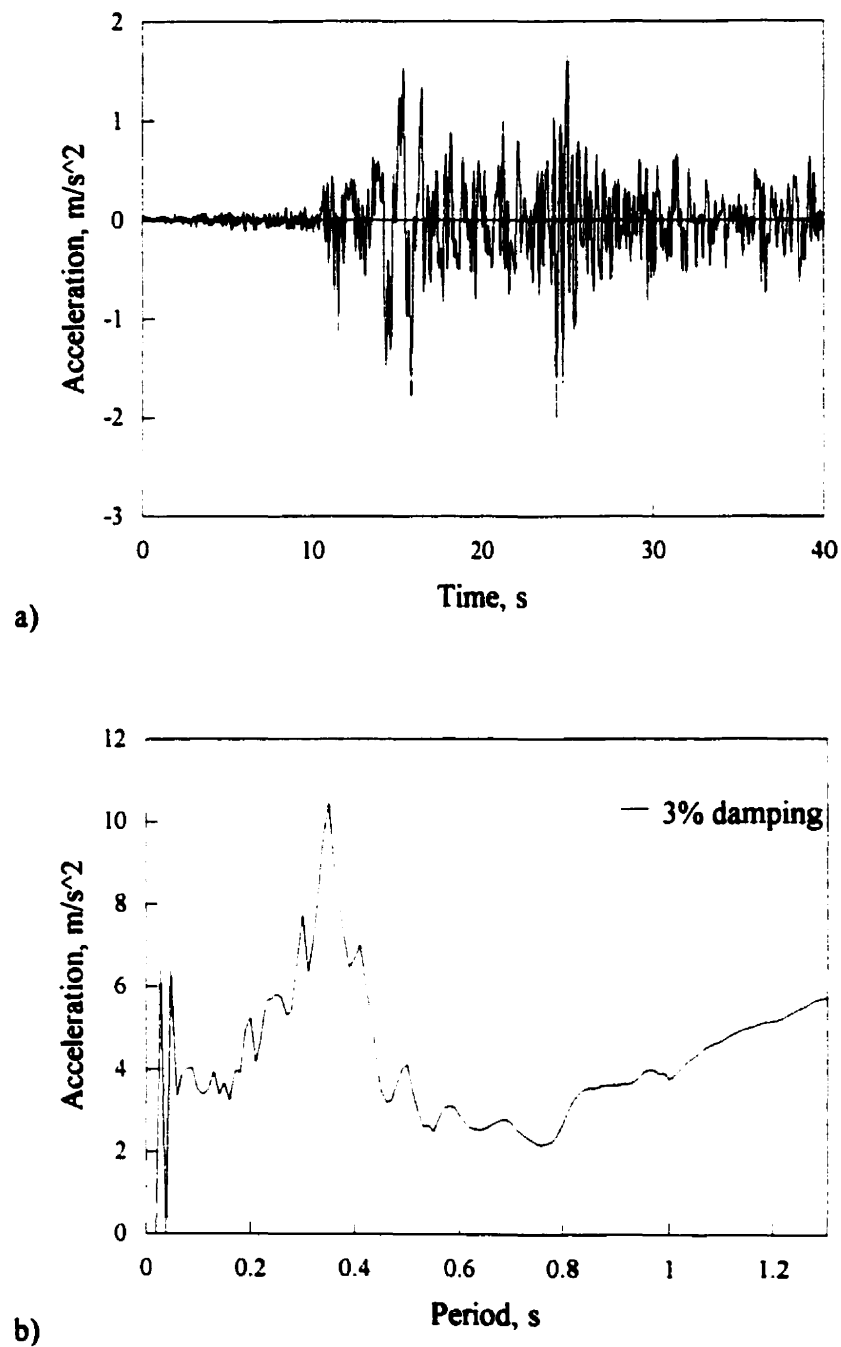 2
1
0
-1
-2
-3
Acceleration, m/s^2
0 10 20 30 40
Time, s
a)
12
10
8
6
4
2
0
Acceleration, m/s^2
3% damping
0 0.2 0.4 0.6 0.8 1 1.2
Period, s
b)